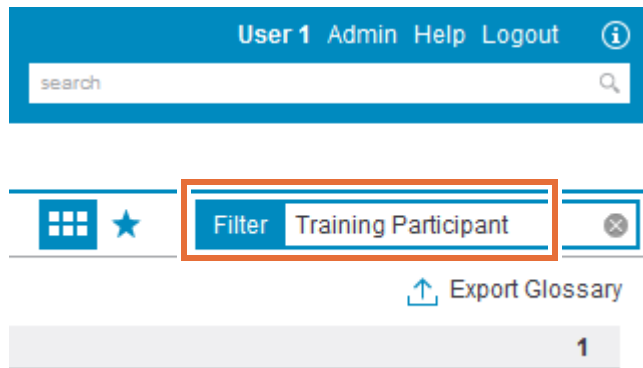 User 1 Admin Help Logout
search
Filter Training Participant
Export Glossary
1